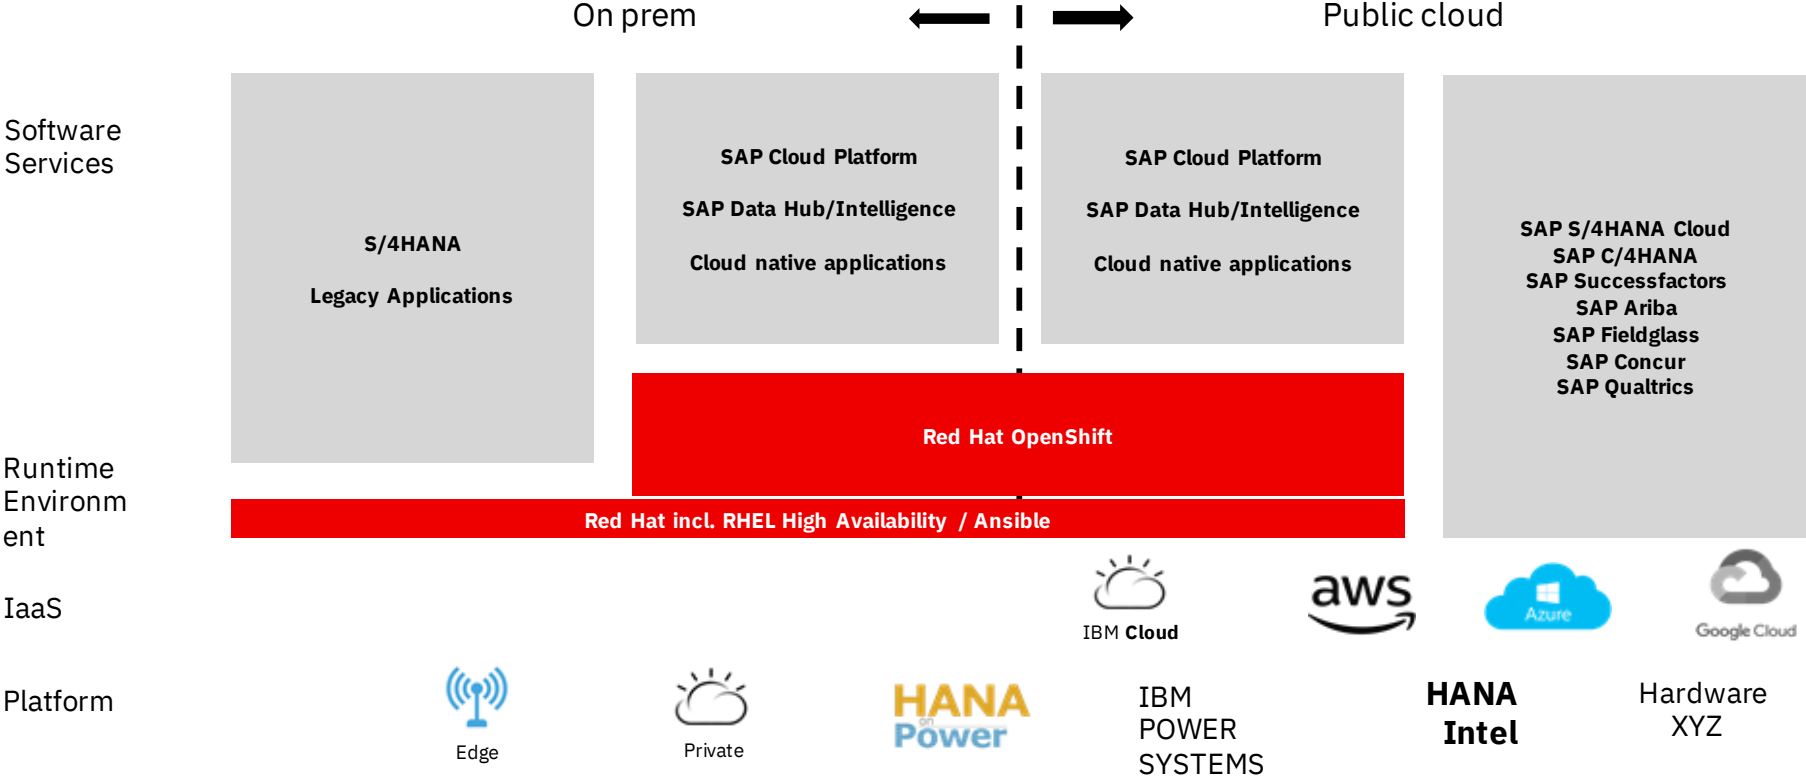 On prem
Public cloud
Software
Services
S/4HANA
Legacy Applications
SAP Cloud Platform
SAP Data Hub/Intelligence
Cloud native applications
SAP Cloud Platform
SAP Data Hub/Intelligence
Cloud native applications
SAP S/4HANA Cloud
SAP C/4HANA
SAP Successfactors
SAP Ariba
SAP Fieldglass
SAP Concur
SAP Qualtrics
Red Hat OpenShift
Runtime
Environm
ent
Red Hat incl. RHEL High Availability / Ansible
IaaS
IBM Cloud
aws
Azure
Google Cloud
Platform
Edge
Private
HANA
on
Power
IBM
POWER
SYSTEMS
HANA
Intel
Hardware
XYZ